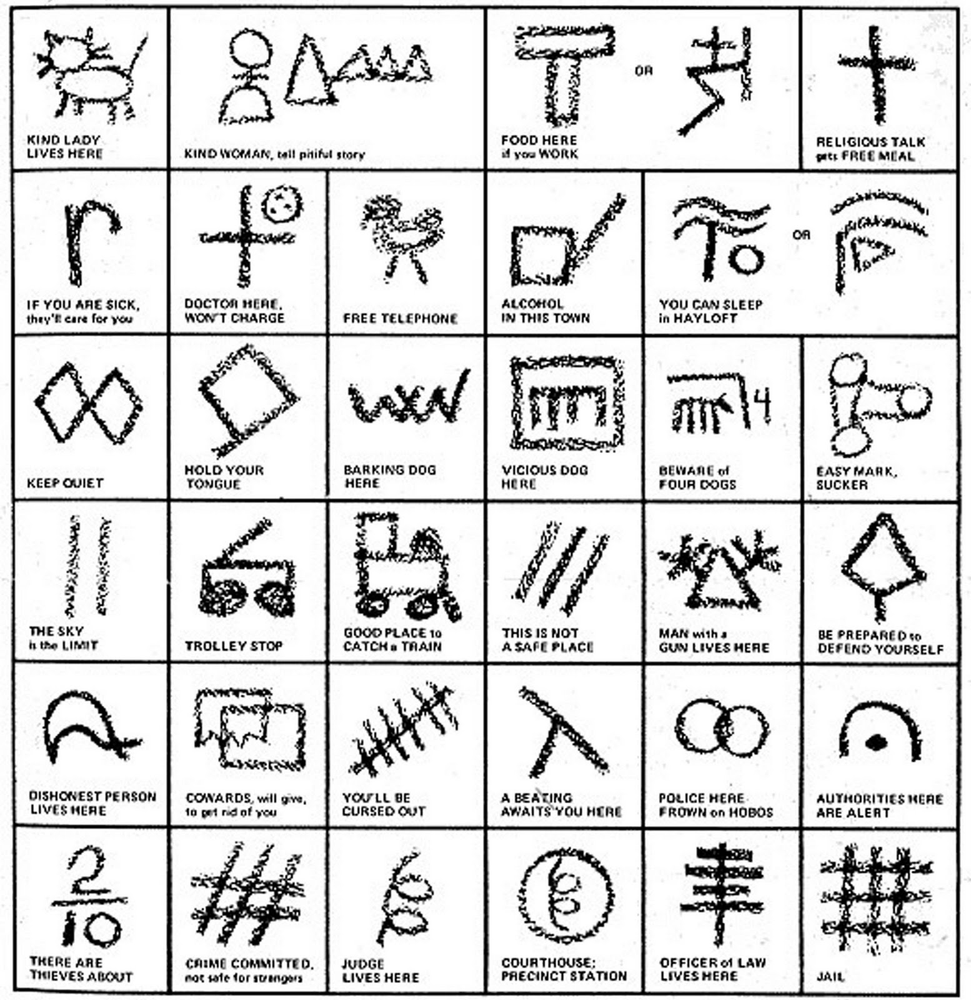 OR
KIND LADY
LIVES HERE
KIND WOMAN, tell pitiful story
FOOD HERE
if you WORK
RELIGIOUS TALK
gets FREE MEAL
OR
IF YOU ARE SICK,
they'll care for you
DOCTOR HERE,
WON'T CHARGE
FREE TELEPHONE
ALCOHOL
IN THIS TOWN
YOU CAN SLEEP
in HAYLOFT
4
KEEP QUIET
HOLD YOUR
TONGUE
BARKING DOG
HERE
VICIOUS DOG
HERE
BEWARE of
FOUR DOGS
EASY MARK,
SUCKER
THE SKY
is the LIMIT
TROLLEY STOP
GOOD PLACE to
CATCH a TRAIN
THIS IS NOT
A SAFE PLACE
MAN with a
GUN LIVES HERE
BE PREPARED to
DEFEND YOURSELF
DISHONEST PERSON
LIVES HERE
COWARDS, will give,
to get rid of you
YOU'LL BE
CURSED OUT
A BEATING
AWAITS YOU HERE
POLICE HERE
FROWN on HOBOS
AUTHORITIES HERE
ARE ALERT
2
10
THERE ARE
THIEVES ABOUT
CRIME COMMITTED,
not safe for strangers
JUDGE
LIVES HERE
COURTHOUSE;
PRECINCT STATION
OFFICER of LAW
LIVES HERE
JAIL